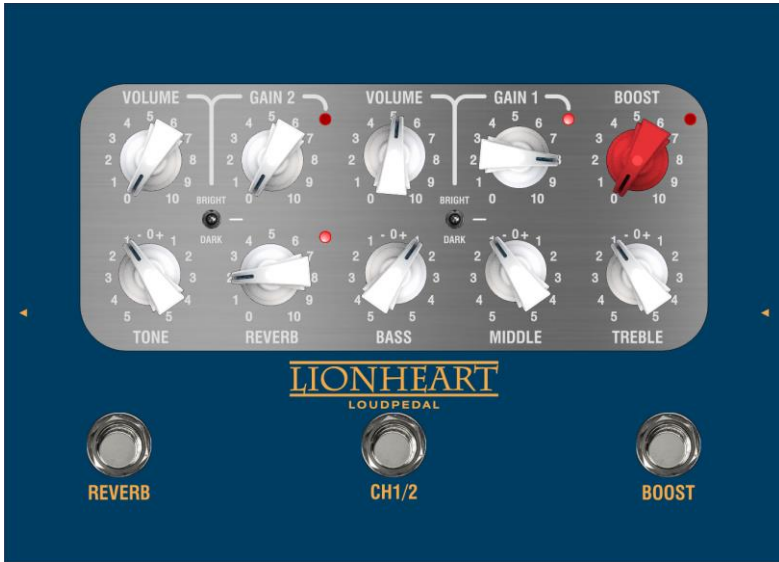 VOLUME GAIN 2 VOLUME GAIN 1 BOOST
0 1 2 3 4 5 6 7 8 9 10
0 1 2 3 4 5 6 7 8 9 10
0 1 2 3 4 5 6 7 8 9 10
0 1 2 3 4 5 6 7 8 9 10
0 1 2 3 4 5 6 7 8 9 10
BRIGHT
DARK
BRIGHT
DARK
5 4 3 2 1 - 0 + 1 2 3 4 5
0 1 2 3 4 5 6 7 8 9 10
5 4 3 2 1 - 0 + 1 2 3 4 5
5 4 3 2 1 - 0 + 1 2 3 4 5
5 4 3 2 1 - 0 + 1 2 3 4 5
TONE REVERB BASS MIDDLE TREBLE
LIONHEART
LOUDPEDAL
REVERB CH1/2 BOOST